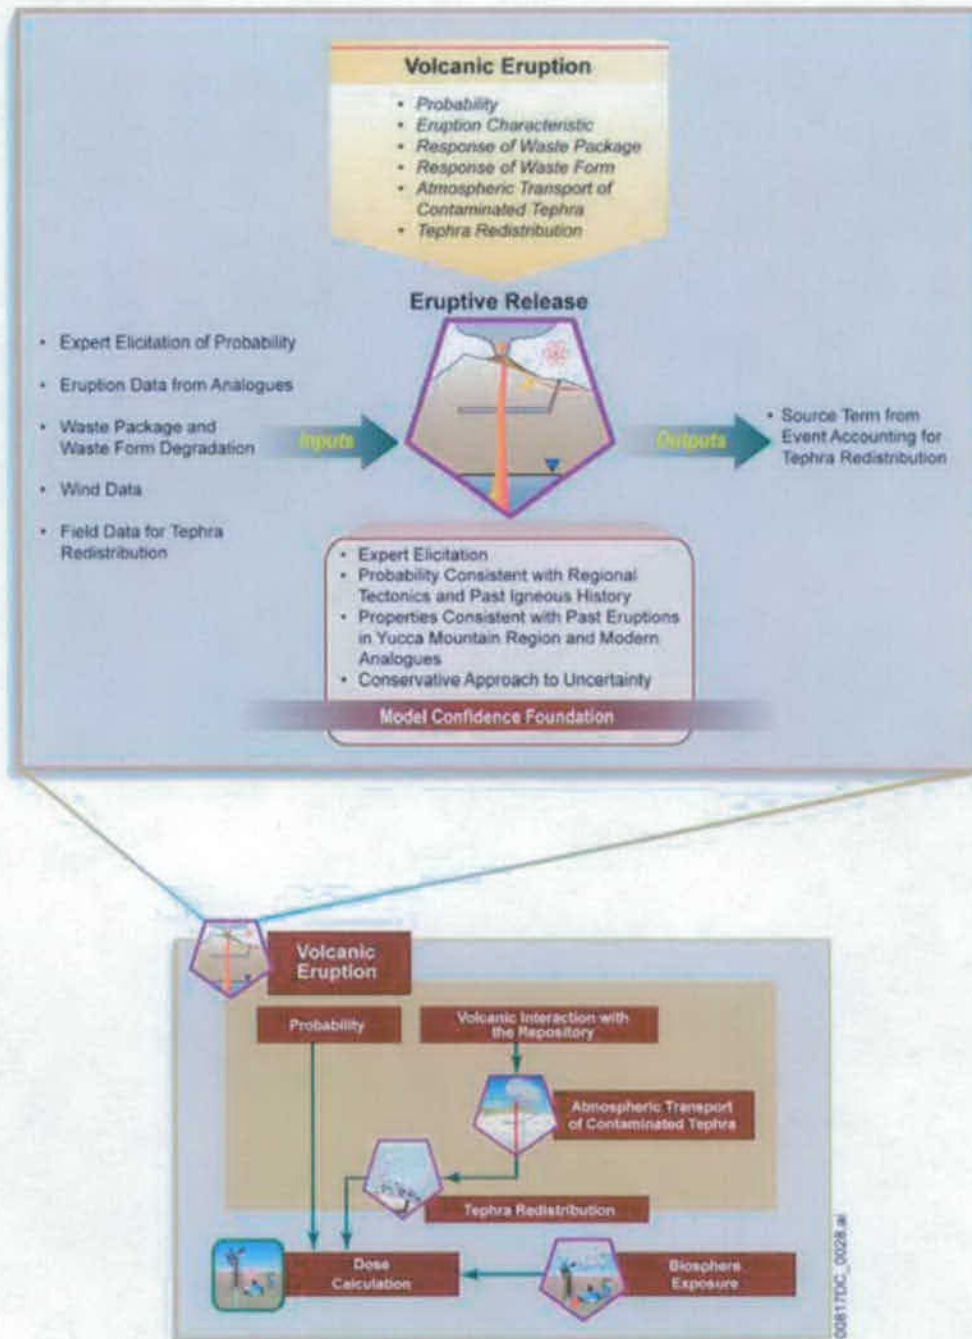 Volcanic Eruption
• Probability
• Eruption Characteristic
• Response of Waste Package
• Response of Waste Form
• Atmospheric Transport of
Contaminated Tephra
• Tephra Redistribution
Eruptive Release
• Expert Elicitation of Probability
• Eruption Data from Analogues
• Waste Package and
Waste Form Degradation
• Wind Data
• Field Data for Tephra
Redistribution
Inputs
Outputs
• Source Term from
Event Accounting for
Tephra Redistribution
• Expert Elicitation
• Probability Consistent with Regional
Tectonics and Past Igneous History
• Properties Consistent with Past Eruptions
in Yucca Mountain Region and Modern
Analogues
• Conservative Approach to Uncertainty
Model Confidence Foundation
Volcanic
Eruption
Probability
Volcanic Interaction with
the Repository
Atmospheric Transport
of Contaminated Tephra
Tephra Redistribution
Dose
Calculation
Biosphere
Exposure
00817DC_0028.ai